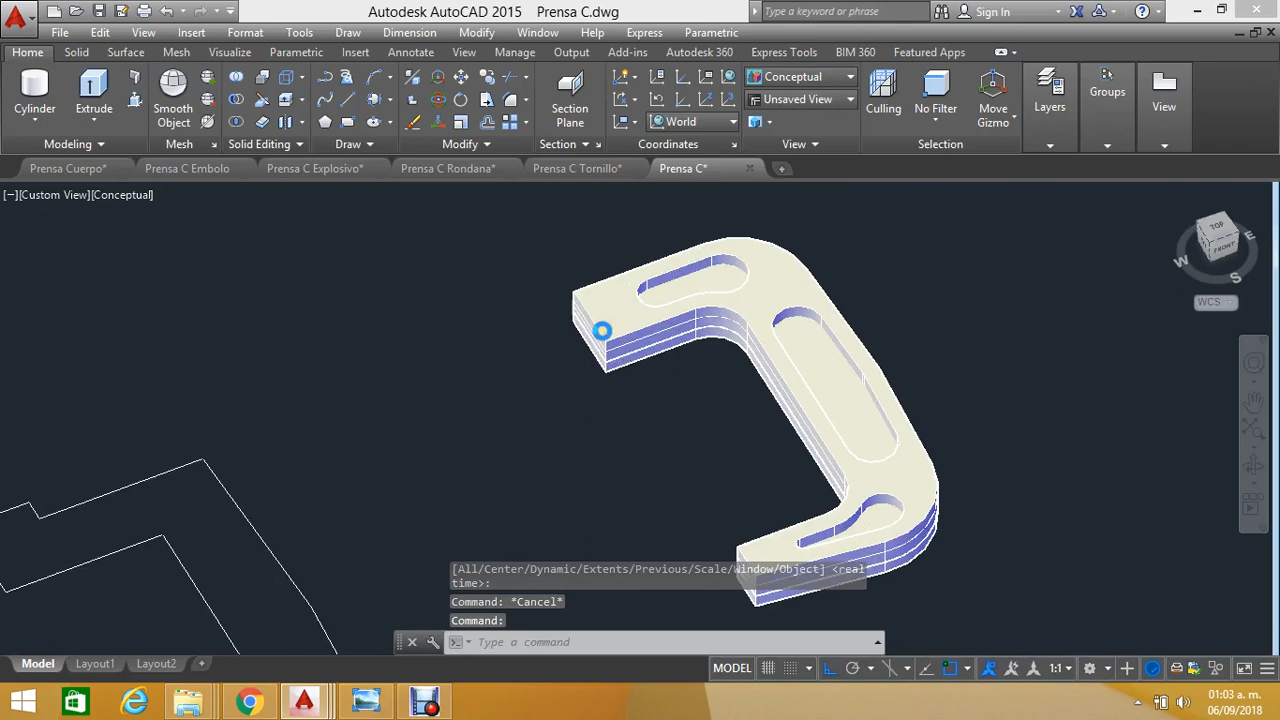 Autodesk AutoCAD 2015 Prensa C.dwg
Type a keyword or phrase
Sign In
File Edit View Insert Format Tools Draw Dimension Modify Window Help Express Parametric
Home Solid Surface Mesh Visualize Parametric Insert Annotate View Manage Output Add-ins Autodesk 360 Express Tools BIM 360 Featured Apps
Cylinder
Extrude
Smooth
Object
Section
Plane
Conceptual
Unsaved View
World
Culling
No Filter
Move
Gizmo
Layers
Groups
View
Modeling Mesh Solid Editing Draw Modify Section Coordinates View Selection
Prensa Cuerpo* Prensa C Embolo Prensa C Explosivo* Prensa C Rondana* Prensa C Tornillo* Prensa C*
[−][Custom View][Conceptual]
TOP
FRONT
W
E
S
WCS
[All/Center/Dynamic/Extents/Previous/Scale/Window/Object] <real
time>:
Command: *Cancel*
Command:
Type a command
Model Layout1 Layout2
MODEL
1:1
01:03 a. m.
06/09/2018